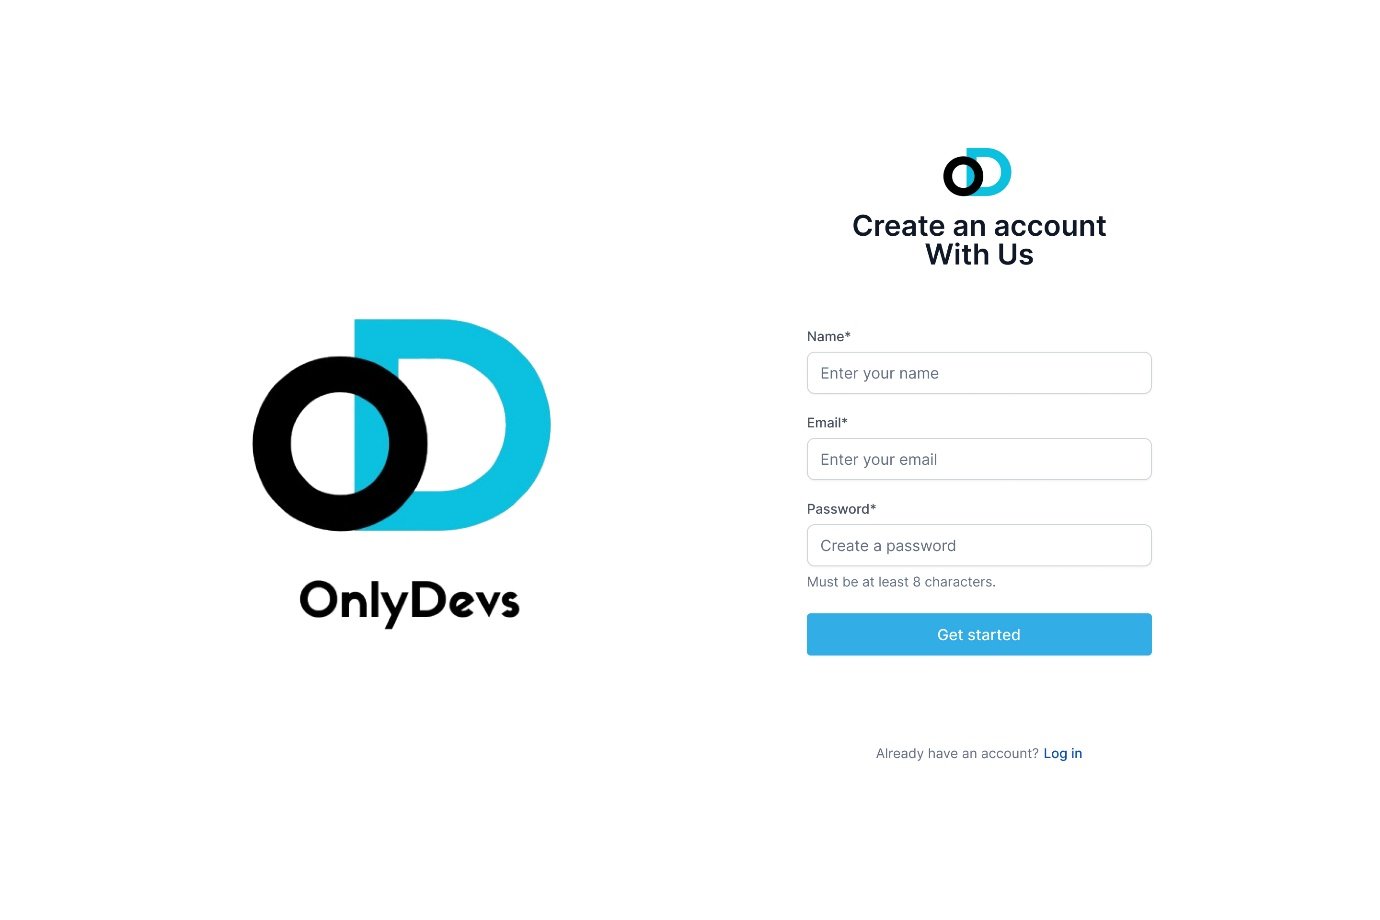 OnlyDevs
Create an account
With Us
Name*
Enter your name
Email*
Enter your email
Password*
Create a password
Must be at least 8 characters.
Get started
Already have an account? Log in